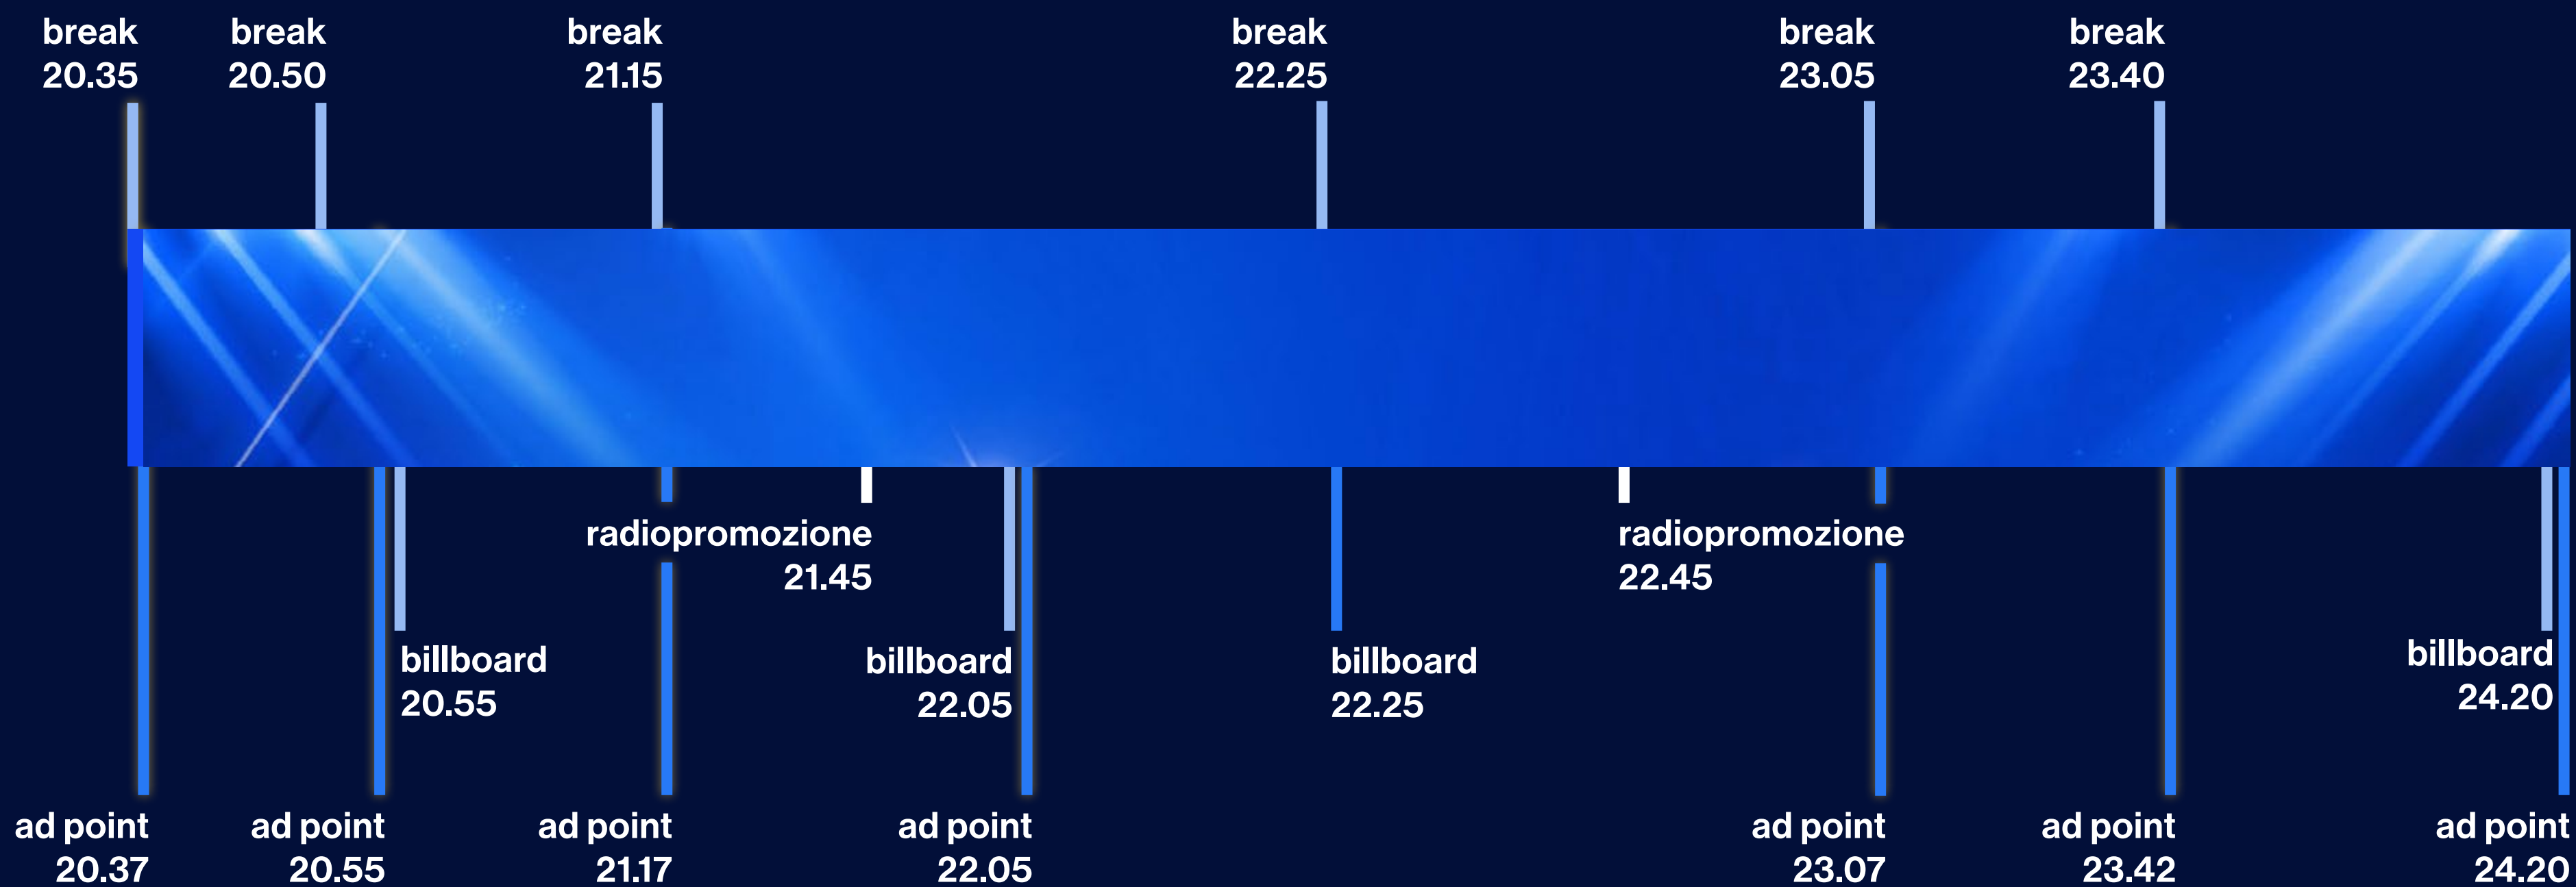 break
20.35
break
20.50
break
21.15
break
22.25
break
23.05
break
23.40
radiopromozione
21.45
radiopromozione
22.45
billboard
20.55
billboard
22.05
billboard
22.25
billboard
24.20
ad point
20.37
ad point
20.55
ad point
21.17
ad point
22.05
ad point
23.07
ad point
23.42
ad point
24.20